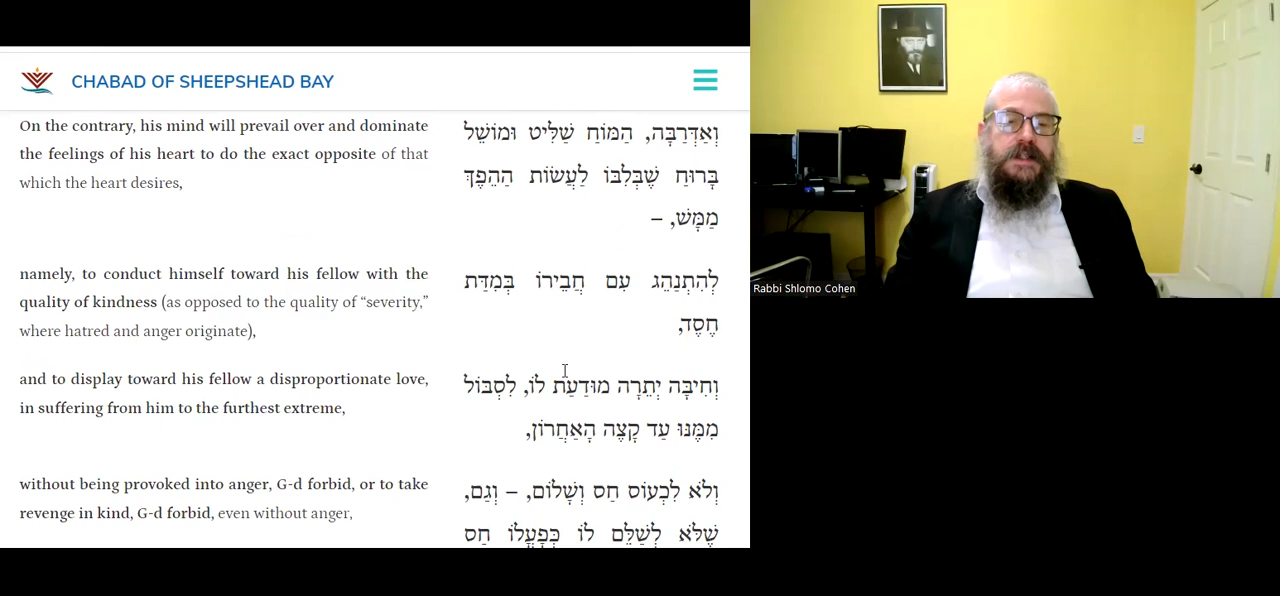 CHABAD OF SHEEPSHEAD BAY
On the contrary, his mind will prevail over and dominate
the feelings of his heart to do the exact opposite of that
which the heart desires,
וְאַדְּרַבָּה, הַמּוֹחַ שַׁלִּיט וּמוֹשֵׁל
בָּרוּחַ שֶׁבְּלִבּוֹ לַעֲשׂוֹת הַהֵפֶךְ
מַמָּשׁ, –
namely, to conduct himself toward his fellow with the
quality of kindness (as opposed to the quality of “severity,”
where hatred and anger originate),
לְהִתְנַהֵג עִם חֲבֵירוֹ בְּמִדַּת
חֶסֶד,
and to display toward his fellow a disproportionate love,
in suffering from him to the furthest extreme,
וְחִיבָּה יְתֵרָה מוּדַעַת לוֹ, לִסְבּוֹל
מִמֶּנּוּ עַד קָצֶה הָאַחֲרוֹן,
without being provoked into anger, G-d forbid, or to take
revenge in kind, G-d forbid, even without anger,
וְלֹא לִכְעוֹס חַס וְשָׁלוֹם, – וְגַם,
שֶׁלֹּא לְשַׁלֵּם לוֹ כְּפָעֳלוֹ חַס
Rabbi Shlomo Cohen